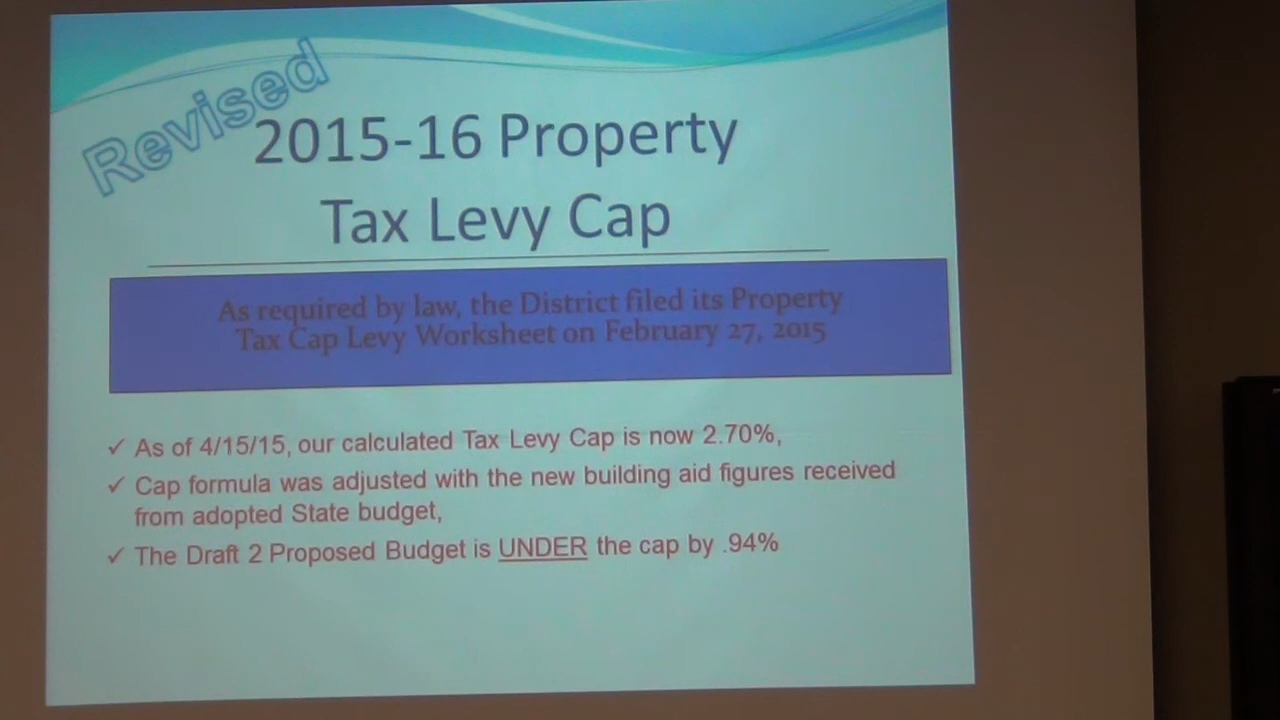 Revised
2015-16 Property
Tax Levy Cap
As required by law, the District filed its Property
Tax Cap Levy Worksheet on February 27, 2015
✓ As of 4/15/15, our calculated Tax Levy Cap is now 2.70%,
✓ Cap formula was adjusted with the new building aid figures received
from adopted State budget,
✓ The Draft 2 Proposed Budget is UNDER the cap by .94%